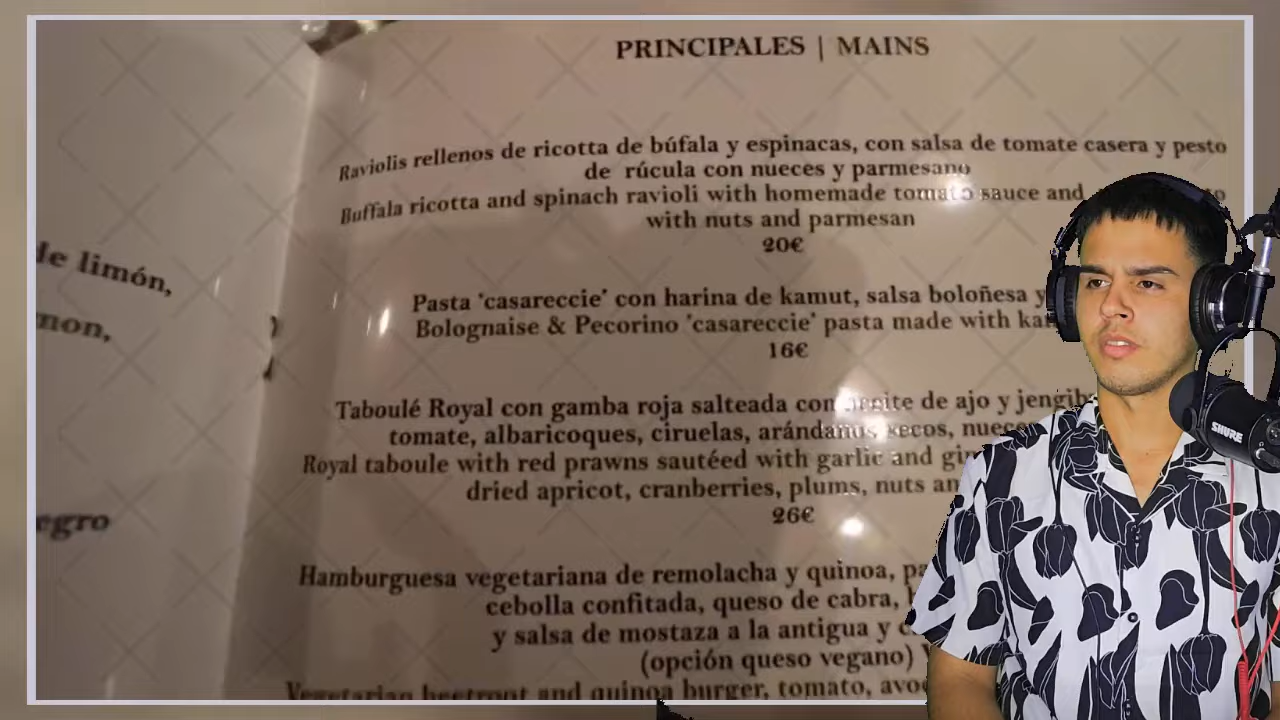 PRINCIPALES | MAINS
Raviolis rellenos de ricotta de búfala y espinacas, con salsa de tomate casera y pesto
de rúcula con nueces y parmesano
Buffala ricotta and spinach ravioli with homemade tomato sauce and
with nuts and parmesan
20€
de limón,
Pasta 'casareccie' con harina de kamut, salsa boloñesa y
mon,
Bolognaise & Pecorino 'casareccie' pasta made with
16€
Taboulé Royal con gamba roja salteada con aceite de ajo y
tomate, albaricoques, ciruelas, arándanos secos,
Royal taboule with red prawns sautéed with garlic and
dried apricot, cranberries, plums, nuts
26€
egro
Hamburguesa vegetariana de remolacha y quinoa,
cebolla confitada, queso de cabra,
y salsa de mostaza a la antigua y
(opción queso vegano)
Vegetarian beetroot and quinoa burger, tomato,
SHURE